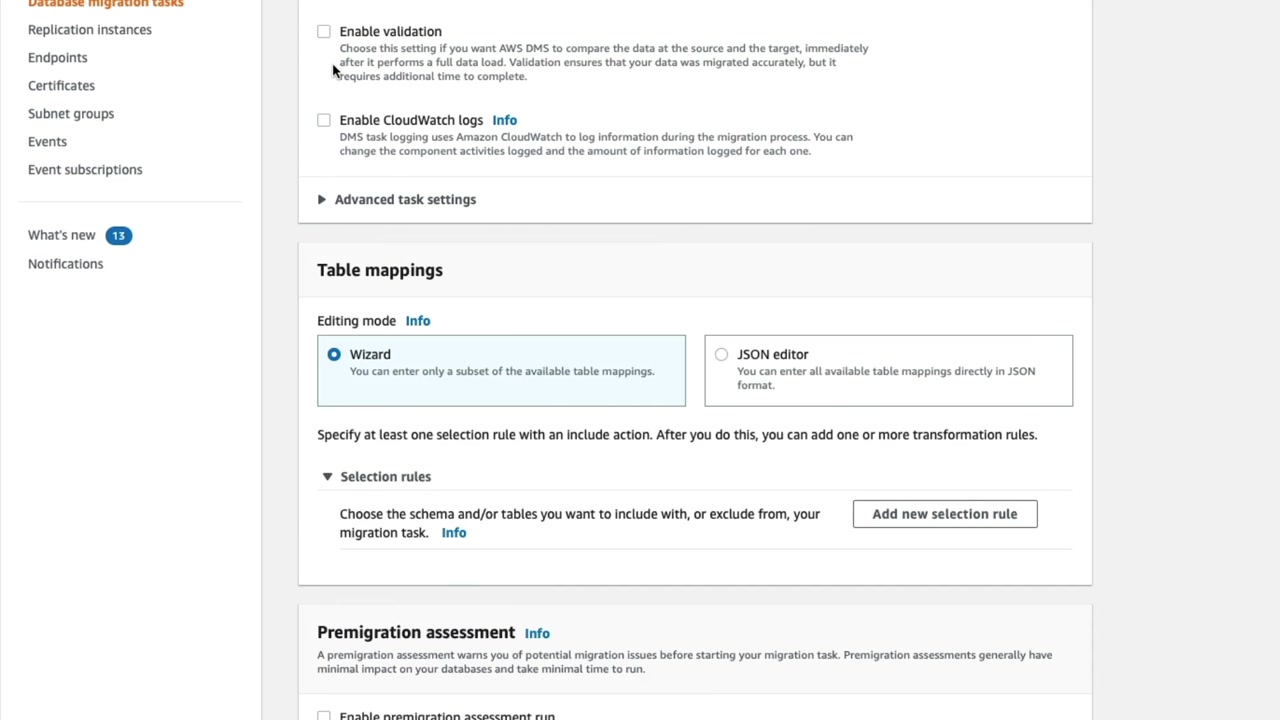 Database migration tasks
Replication instances
Endpoints
Certificates
Subnet groups
Events
Event subscriptions
What's new 13
Notifications
Enable validation
Choose this setting if you want AWS DMS to compare the data at the source and the target, immediately
after it performs a full data load. Validation ensures that your data was migrated accurately, but it
requires additional time to complete.
Enable CloudWatch logs Info
DMS task logging uses Amazon CloudWatch to log information during the migration process. You can
change the component activities logged and the amount of information logged for each one.
Advanced task settings
Table mappings
Editing mode Info
Wizard
You can enter only a subset of the available table mappings.
JSON editor
You can enter all available table mappings directly in JSON
format.
Specify at least one selection rule with an include action. After you do this, you can add one or more transformation rules.
Selection rules
Choose the schema and/or tables you want to include with, or exclude from, your
migration task. Info
Add new selection rule
Premigration assessment Info
A premigration assessment warns you of potential migration issues before starting your migration task. Premigration assessments generally have
minimal impact on your databases and take minimal time to run.
Enable premigration assessment run